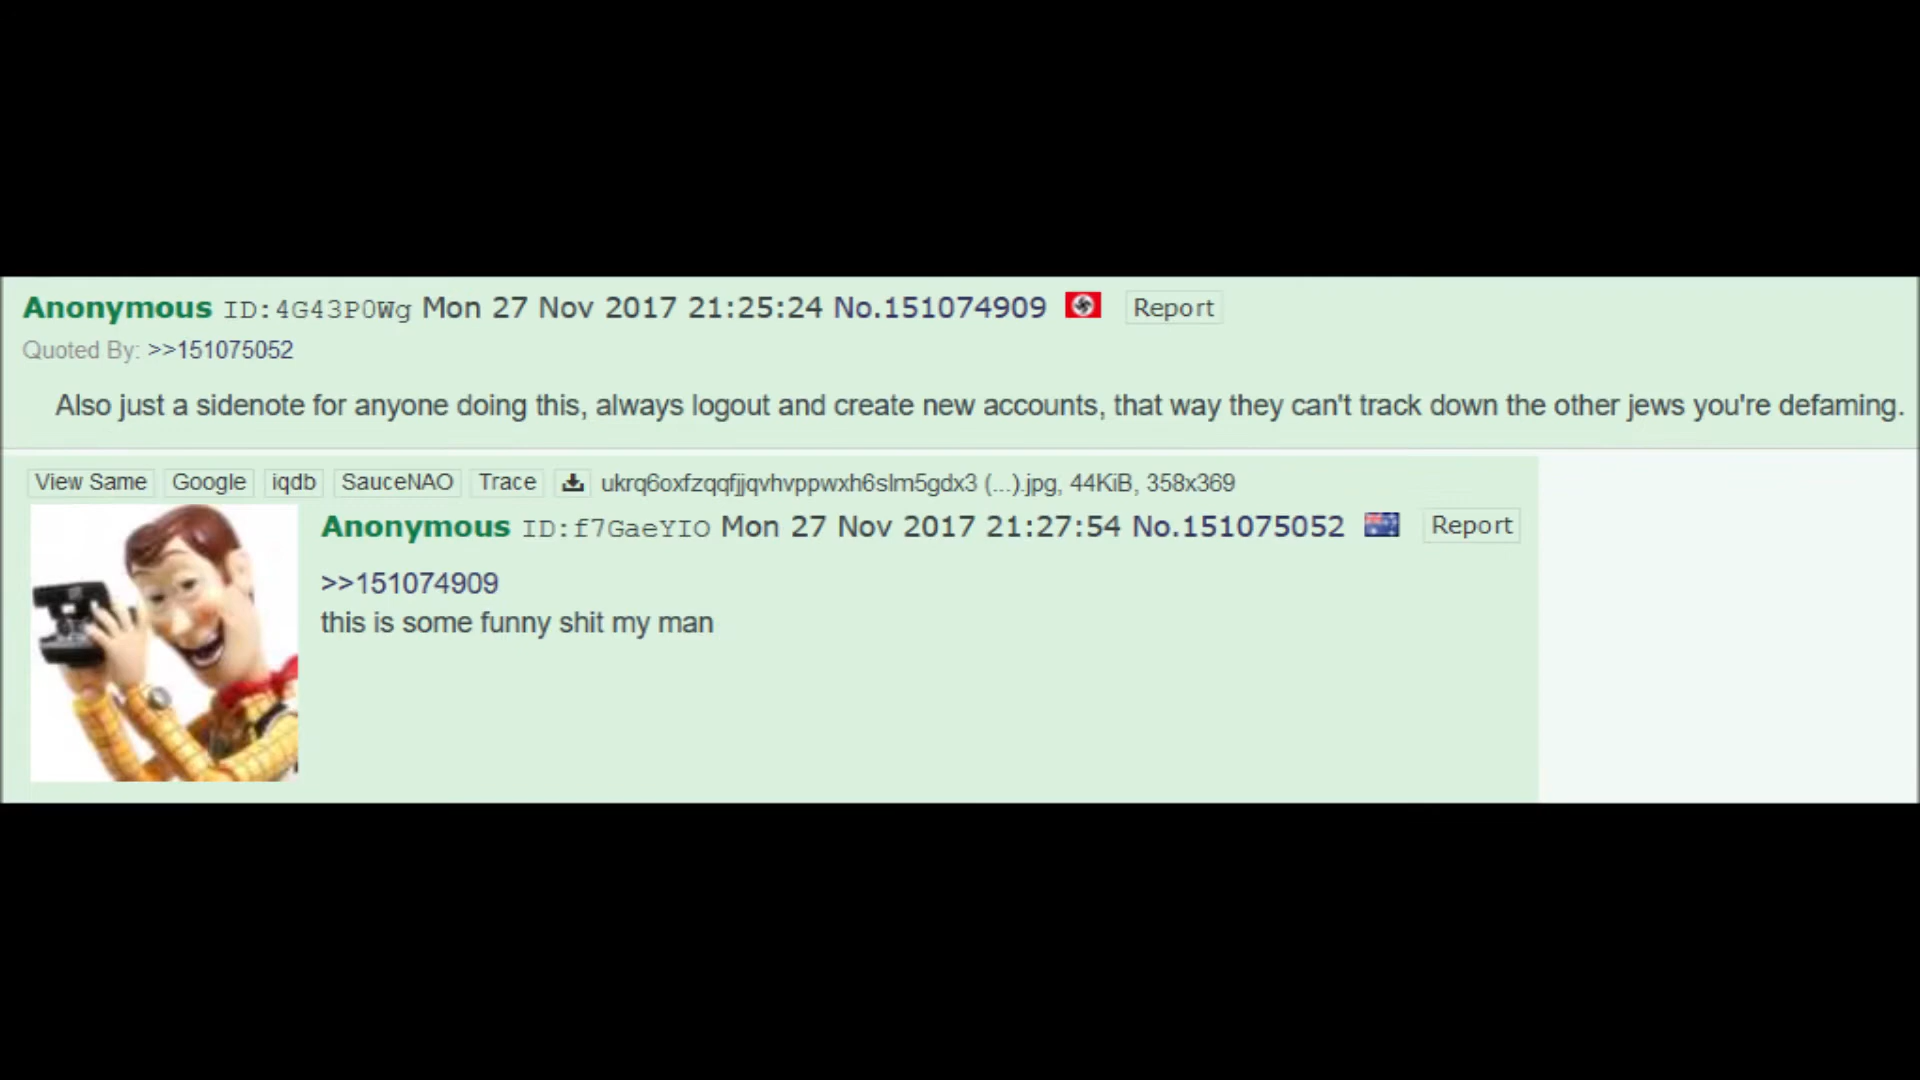 Anonymous ID:4G43P0Wg Mon 27 Nov 2017 21:25:24 No.151074909 Report
Quoted By: >>151075052
Also just a sidenote for anyone doing this, always logout and create new accounts, that way they can't track down the other jews you're defaming.
View Same Google iqdb SauceNAO Trace ukrq6oxfzqqfjjqvhvppwxh6slm5gdx3 (...).jpg, 44KiB, 358x369
Anonymous ID:f7GaeYIO Mon 27 Nov 2017 21:27:54 No.151075052 Report
>>151074909
this is some funny shit my man